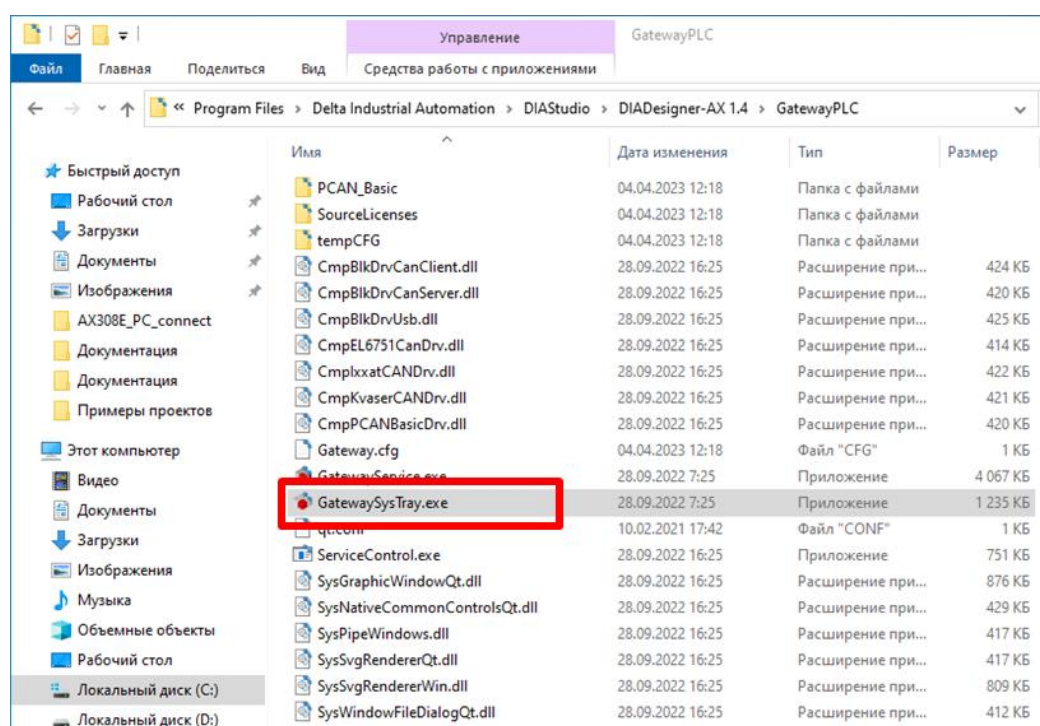 Управление GatewayPLC
Файл Главная Поделиться Вид Средства работы с приложениями
« Program Files › Delta Industrial Automation › DIAStudio › DIADesigner-AX 1.4 › GatewayPLC
Имя Дата изменения Тип Размер
Быстрый доступ
Рабочий стол
Загрузки
Документы
Изображения
AX308E_PC_connect
Документация
Документация
Примеры проектов
Этот компьютер
Видео
Документы
Загрузки
Изображения
Музыка
Объемные объекты
Рабочий стол
Локальный диск (C:)
Локальный диск (D:)
PCAN_Basic 04.04.2023 12:18 Папка с файлами
SourceLicenses 04.04.2023 12:18 Папка с файлами
tempCFG 04.04.2023 12:18 Папка с файлами
CmpBlkDrvCanClient.dll 28.09.2022 16:25 Расширение при... 424 КБ
CmpBlkDrvCanServer.dll 28.09.2022 16:25 Расширение при... 420 КБ
CmpBlkDrvUsb.dll 28.09.2022 16:25 Расширение при... 425 КБ
CmpEL6751CanDrv.dll 28.09.2022 16:25 Расширение при... 414 КБ
CmpIxxatCANDrv.dll 28.09.2022 16:25 Расширение при... 422 КБ
CmpKvaserCANDrv.dll 28.09.2022 16:25 Расширение при... 421 КБ
CmpPCANBasicDrv.dll 28.09.2022 16:25 Расширение при... 420 КБ
Gateway.cfg 04.04.2023 12:18 Файл "CFG" 1 КБ
GatewayService.exe 28.09.2022 7:25 Приложение 4 067 КБ
GatewaySysTray.exe 28.09.2022 7:25 Приложение 1 235 КБ
qt.conf 10.02.2021 17:42 Файл "CONF" 1 КБ
ServiceControl.exe 28.09.2022 16:25 Приложение 751 КБ
SysGraphicWindowQt.dll 28.09.2022 16:25 Расширение при... 876 КБ
SysNativeCommonControlsQt.dll 28.09.2022 16:25 Расширение при... 429 КБ
SysPipeWindows.dll 28.09.2022 16:25 Расширение при... 417 КБ
SysSvgRendererQt.dll 28.09.2022 16:25 Расширение при... 417 КБ
SysSvgRendererWin.dll 28.09.2022 16:25 Расширение при... 809 КБ
SysWindowFileDialogQt.dll 28.09.2022 16:25 Расширение при... 412 КБ